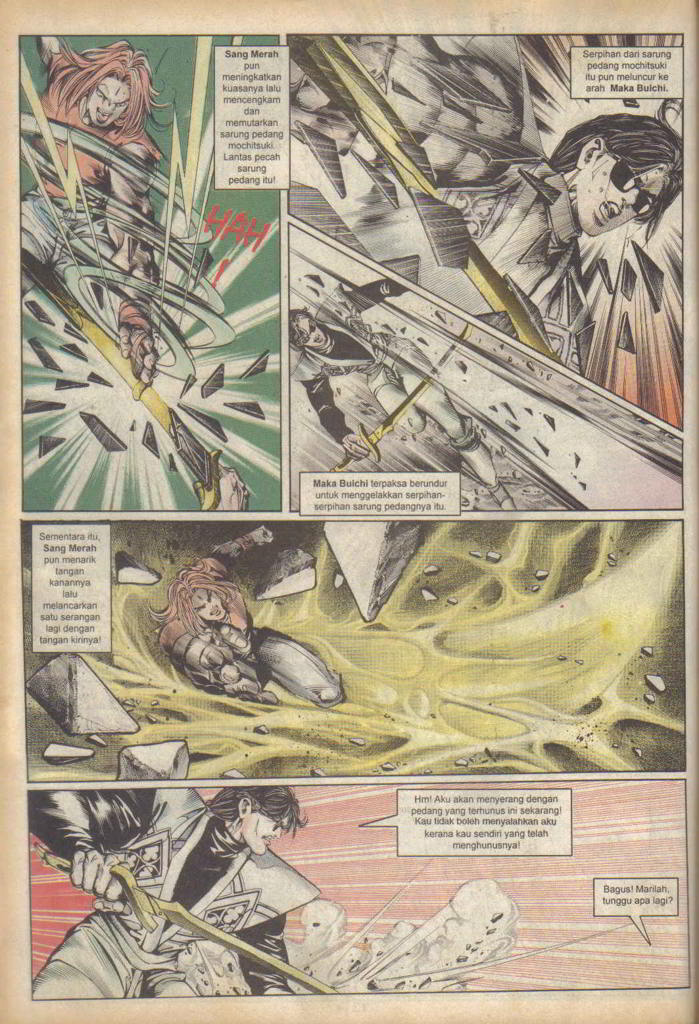 Sang Merah
pun
meningkatkan
kuasanya lalu
mencengkam
dan
memutarkan
sarung pedang
mochitsuki.
Lantas pecah
sarung
pedang itu!
HAH
!
Serpihan dari sarung
pedang mochitsuki
itu pun meluncur ke
arah Maka Buichi.
Maka Buichi terpaksa berundur
untuk menggelakkan serpihan-
serpihan sarung pedangnya itu.
Sementara itu,
Sang Merah
pun menarik
tangan
kanannya
lalu
melancarkan
satu serangan
lagi dengan
tangan kirinya!
Hm! Aku akan menyerang dengan
pedang yang terhunus ini sekarang!
Kau tidak boleh menyalahkan aku
kerana kau sendiri yang telah
menghunusnya!
Bagus! Marilah,
tunggu apa lagi?